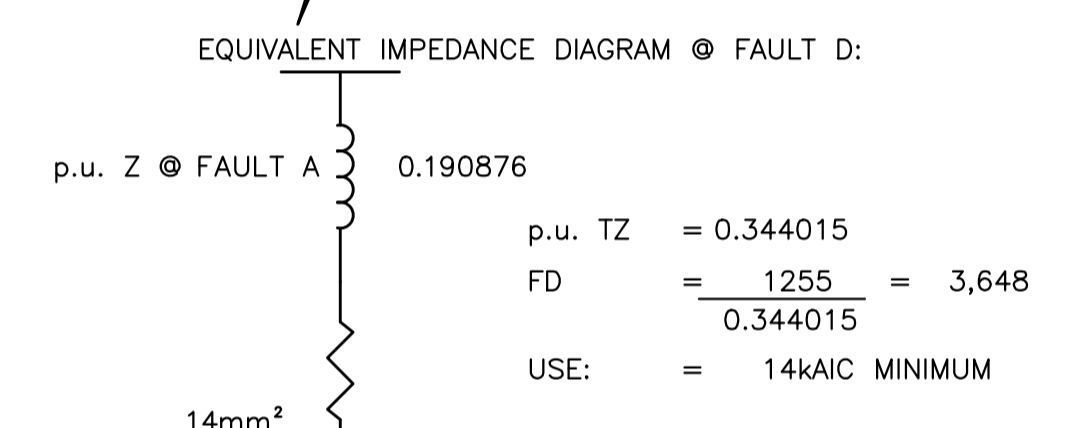 EQUIVALENT IMPEDANCE DIAGRAM @ FAULT D:
p.u. Z @ FAULT A 0.190876
p.u. TZ = 0.344015
FD = 1255 = 3,648
0.344015
USE: = 14kAIC MINIMUM
14mm²